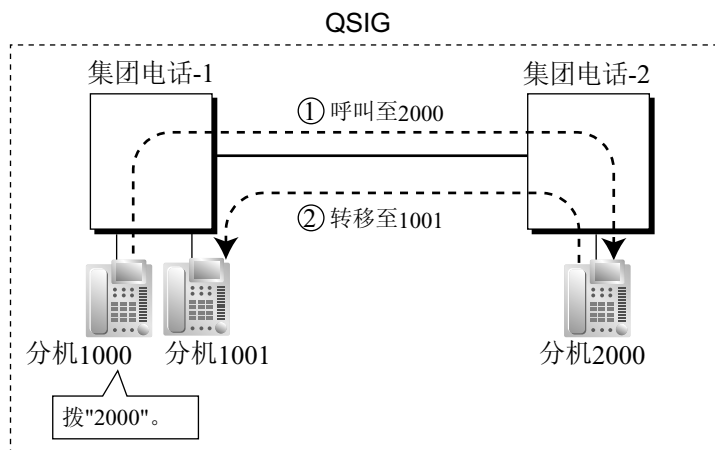 QSIG
集团电话-1
集团电话-2
① 呼叫至2000
② 转移至1001
分机1000
分机1001
分机2000
拨"2000"。